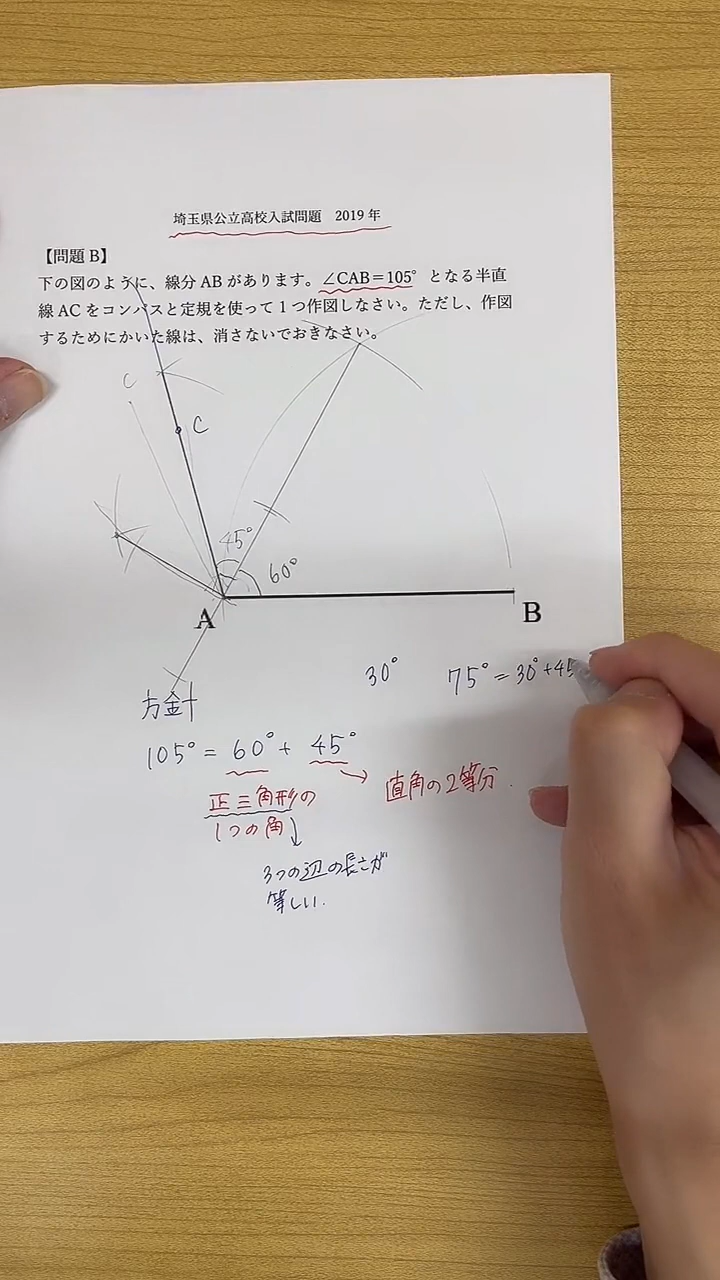 埼玉県公立高校入試問題　2019 年
【問題 B】
下の図のように、線分 AB があります。∠CAB＝105° となる半直
線 AC をコンパスと定規を使って 1 つ作図しなさい。ただし、作図
するためにかいた線は、消さないでおきなさい。
C
C
45°
60°
A
B
30°
75°=30°+45
方針
105°= 60°+ 45°
直角の2等分
正三角形の
1つの角
3つの辺の長さが
等しい.